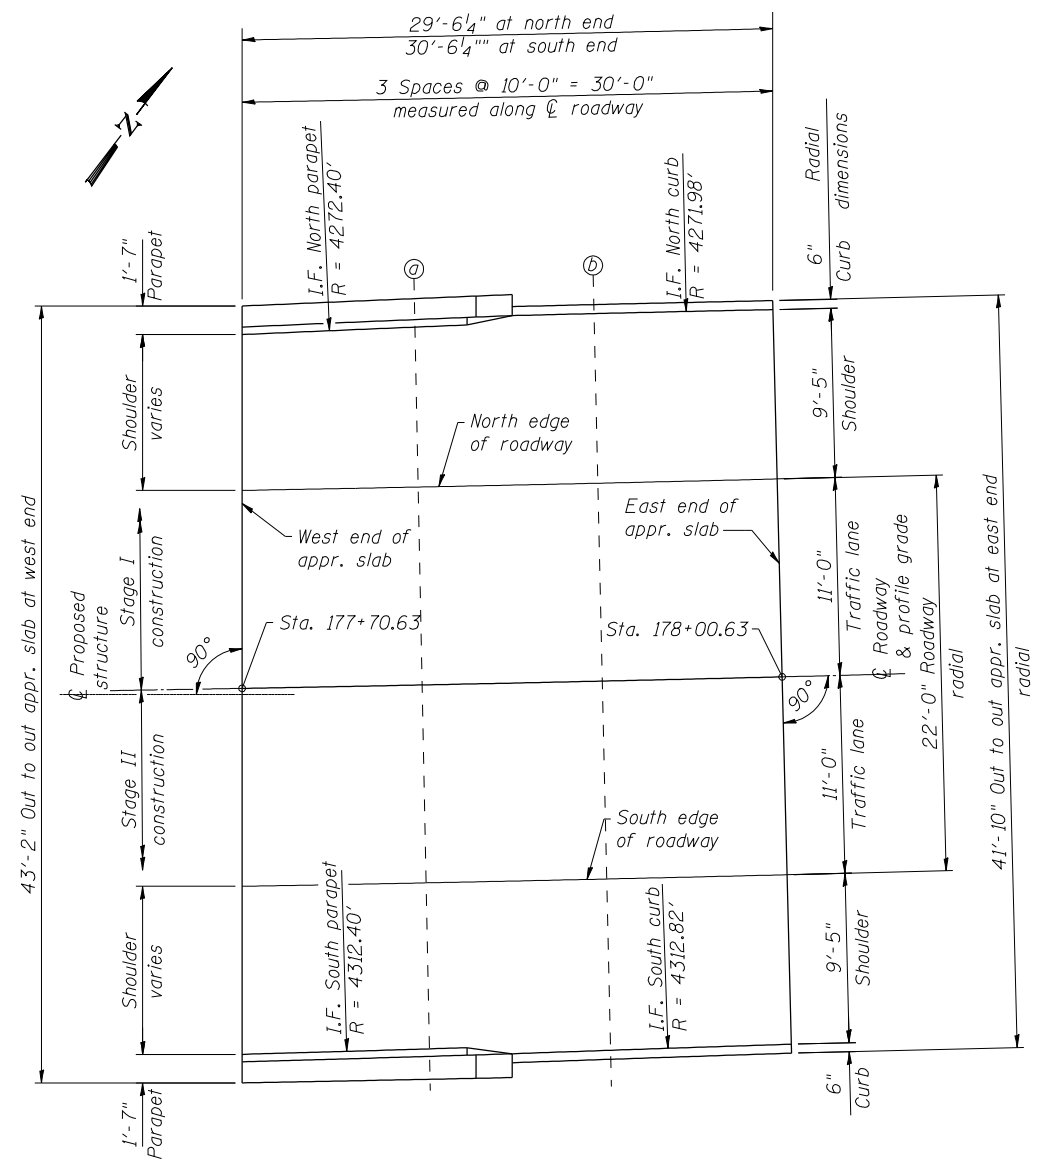 29'-6¼" at north end
30'-6¼"" at south end
3 Spaces @ 10'-0" = 30'-0"
measured along ℄ roadway
N
1'-7"
Parapet
I.F. North parapet
R = 4272.40'
I.F. North curb
R = 4271.98'
6" Radial
Curb dimensions
6"
a
b
Shoulder
varies
9'-5"
Shoulder
North edge
of roadway
West end of
appr. slab
East end of
appr. slab
43'-2" Out to out appr. slab at west end
Stage I
construction
℄ Proposed
structure
90°
Sta. 177+70.63
Sta. 178+00.63
90°
11'-0"
Traffic lane
℄ Roadway
& profile grade
22'-0" Roadway
radial
41'-10" Out to out appr. slab at east end
radial
Stage II
construction
11'-0"
Traffic lane
South edge
of roadway
Shoulder
varies
I.F. South parapet
R = 4312.40'
I.F. South curb
R = 4312.82'
9'-5"
Shoulder
1'-7"
Parapet
6"
Curb